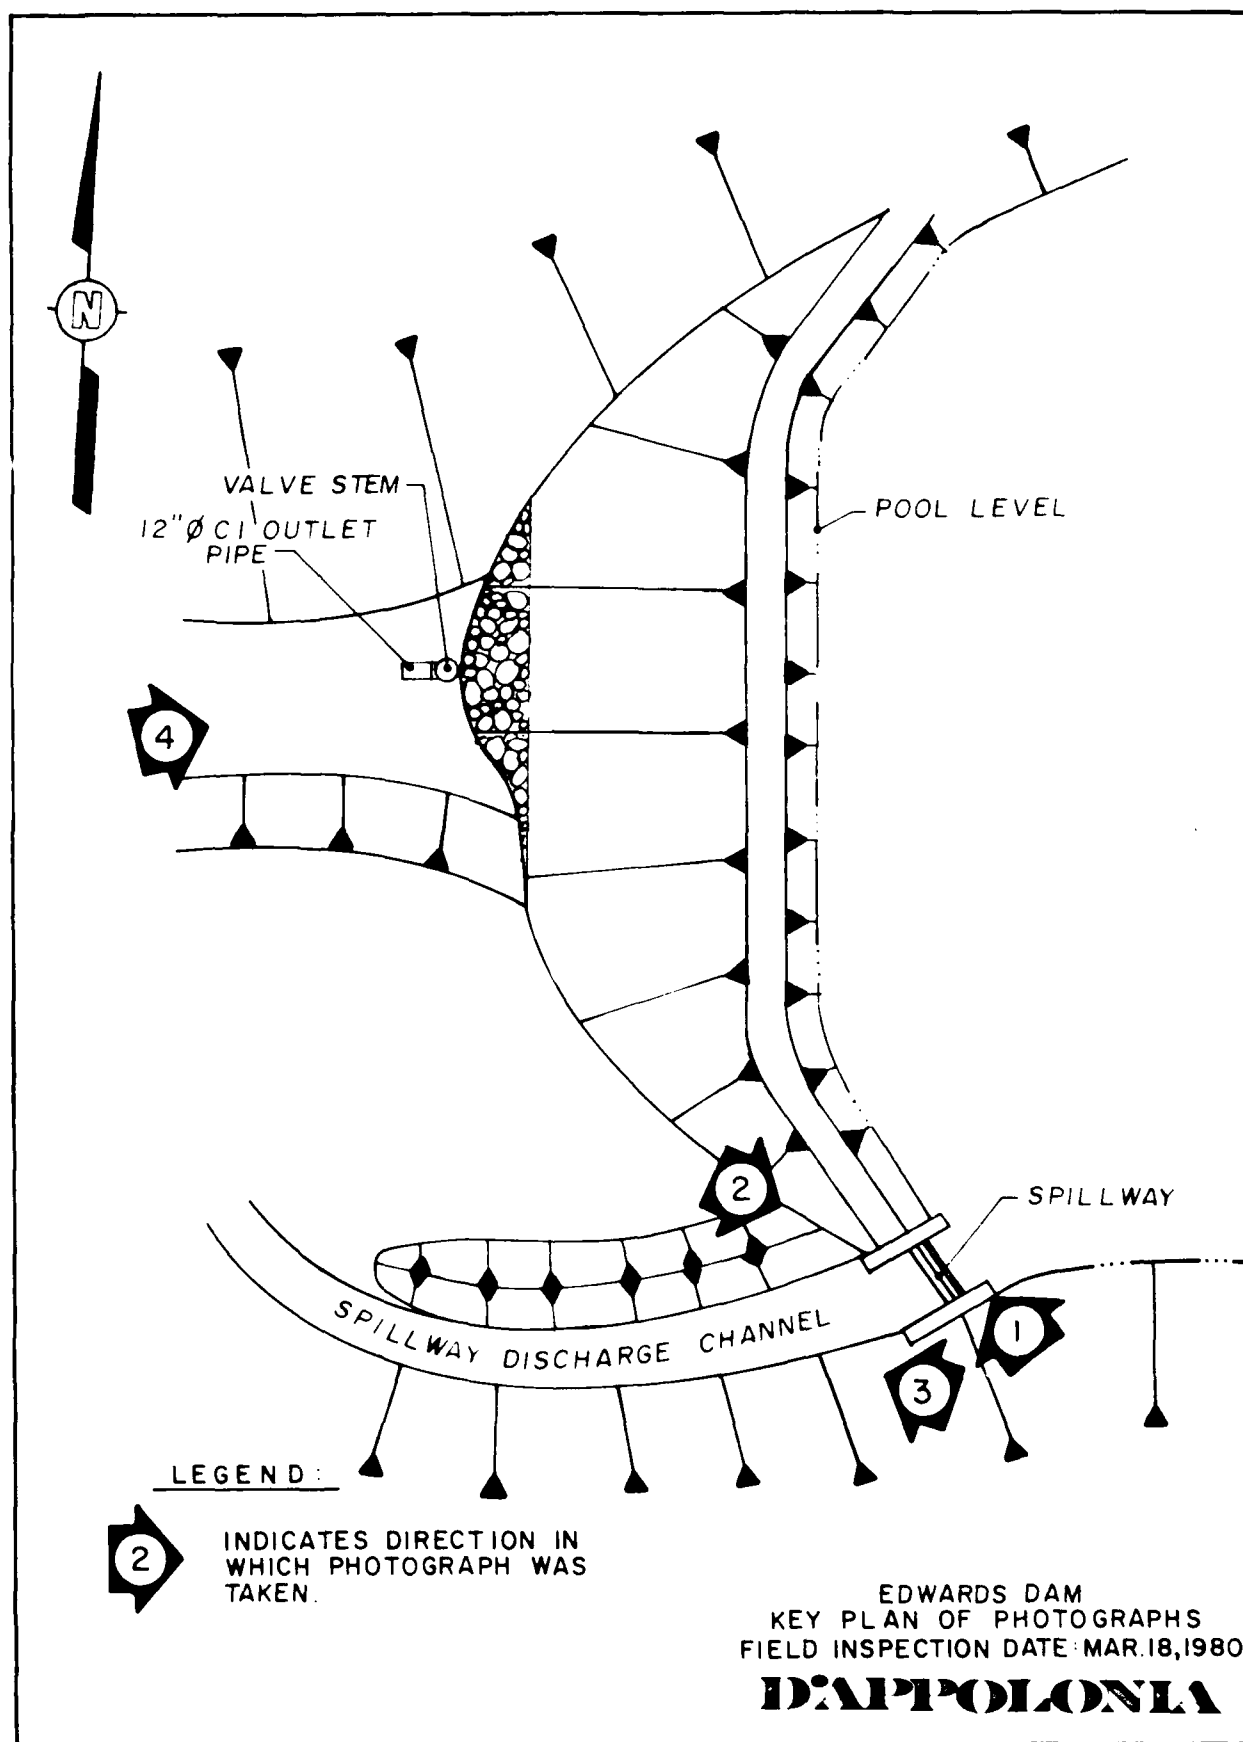 N
VALVE STEM
12"Ø CI OUTLET
PIPE
POOL LEVEL
4
2
SPILLWAY
SPILLWAY DISCHARGE CHANNEL
1
3
LEGEND:
2
INDICATES DIRECTION IN
WHICH PHOTOGRAPH WAS
TAKEN.
EDWARDS DAM
KEY PLAN OF PHOTOGRAPHS
FIELD INSPECTION DATE: MAR.18,1980
D'APPOLONIA